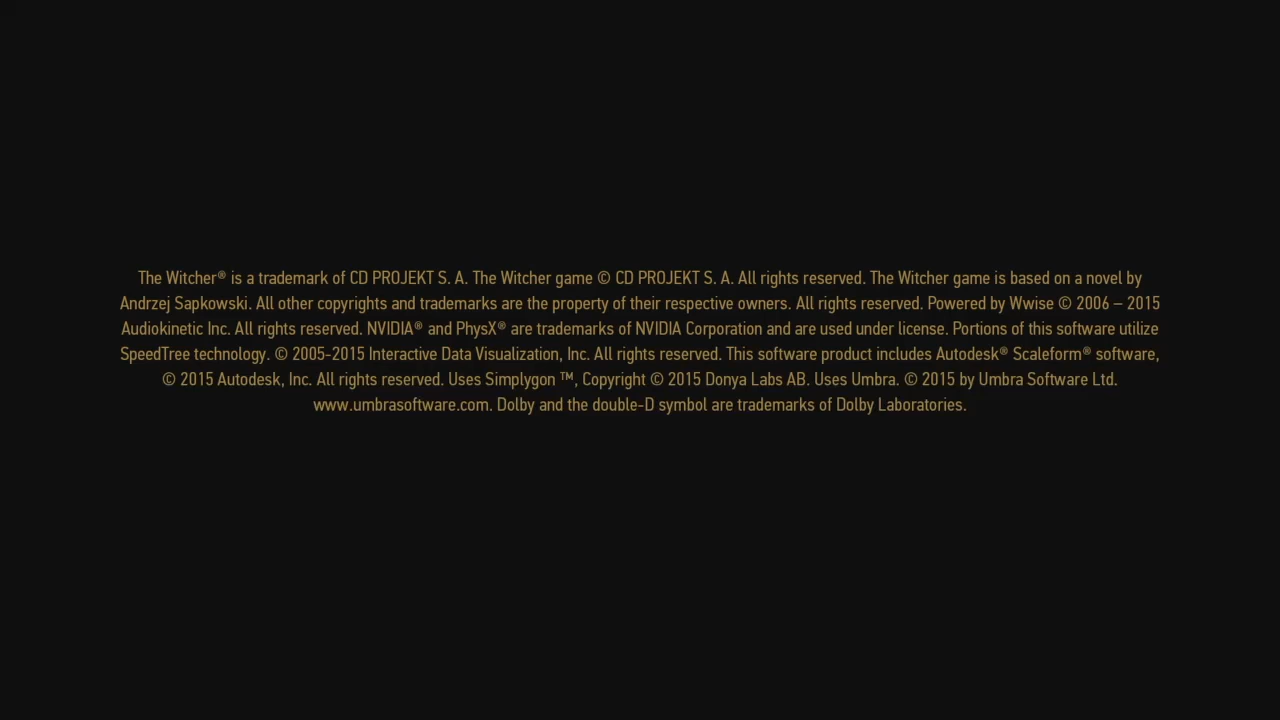 The Witcher® is a trademark of CD PROJEKT S. A. The Witcher game © CD PROJEKT S. A. All rights reserved. The Witcher game is based on a novel by
Andrzej Sapkowski. All other copyrights and trademarks are the property of their respective owners. All rights reserved. Powered by Wwise © 2006 – 2015
Audiokinetic Inc. All rights reserved. NVIDIA® and PhysX® are trademarks of NVIDIA Corporation and are used under license. Portions of this software utilize
SpeedTree technology. © 2005-2015 Interactive Data Visualization, Inc. All rights reserved. This software product includes Autodesk® Scaleform® software,
© 2015 Autodesk, Inc. All rights reserved. Uses Simplygon ™, Copyright © 2015 Donya Labs AB. Uses Umbra. © 2015 by Umbra Software Ltd.
www.umbrasoftware.com. Dolby and the double-D symbol are trademarks of Dolby Laboratories.